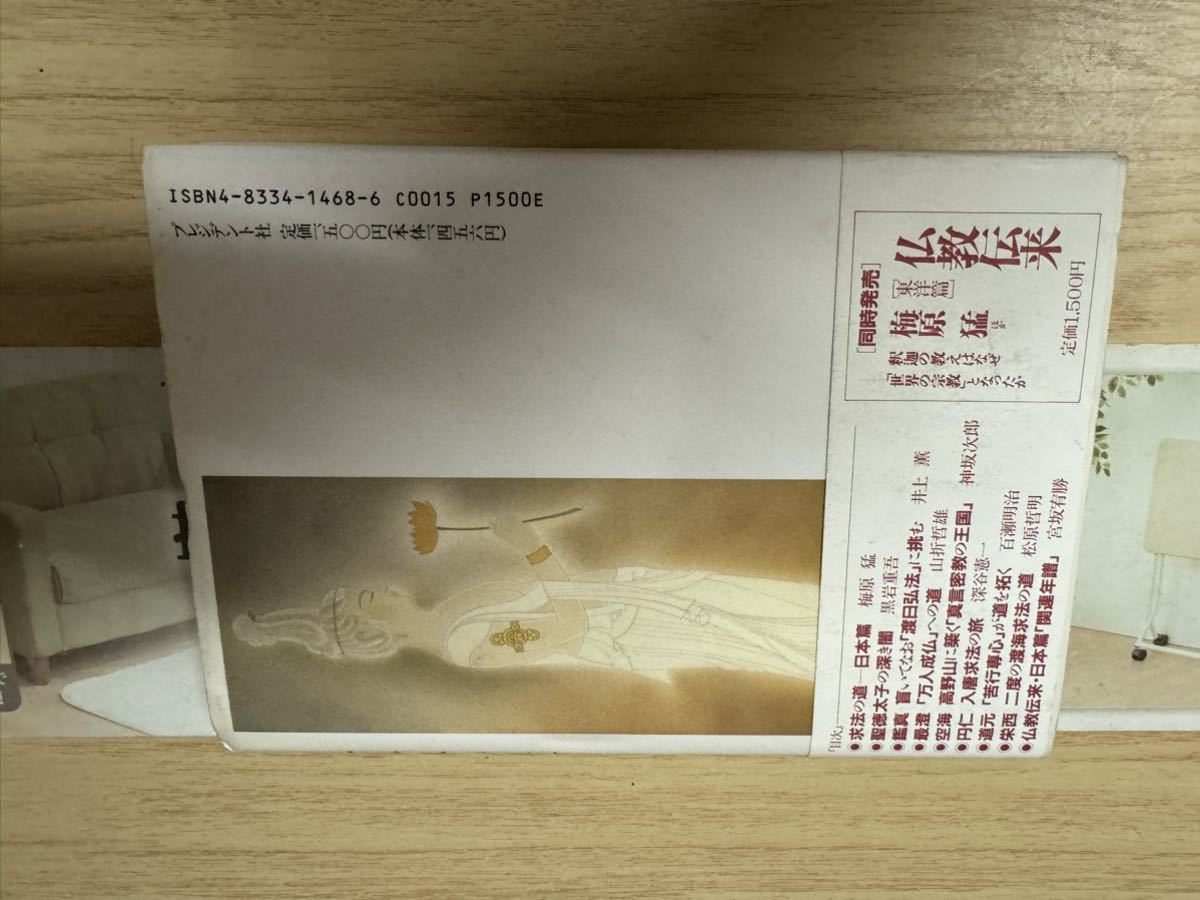 ISBN4-8334-1468-6 C0015 P1500E
プレジデント社 定価一、五〇〇円(本体一、四五六円)
[同時発売]
仏教伝来
[東洋篇]
梅原 猛 ほか
釈迦の教えはなぜ
「世界の宗教」となったか
定価1,500円
『目次』
●求法の道—日本篇 梅原 猛
●聖徳太子の深き闇 黒岩重吾
●鑑真 盲いてなお「渡日弘法」に挑む 井上 薫
●最澄 「万人成仏」への道 山折哲雄
●空海 高野山に築く「真言密教の王国」 神坂次郎
●円仁 入唐求法の旅 深谷憲一
●道元 「苦行専心」が道を拓く 百瀬明治
●栄西 二度の渡海求法の道 松原哲明
●仏教伝来・日本篇「関連年譜」 宮坂宥勝